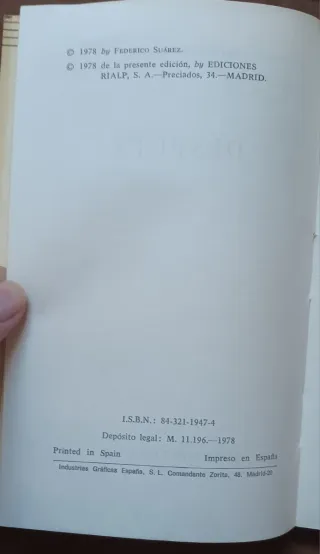 © 1978 by FEDERICO SUÁREZ.
© 1978 de la presente edición, by EDICIONES
RIALP, S. A.—Preciados, 34.—MADRID.
I.S.B.N.: 84-321-1947-4
Depósito legal: M. 11.196.—1978
Printed in Spain Impreso en España
Industrias Gráficas España, S. L. Comandante Zorita, 48. Madrid-20